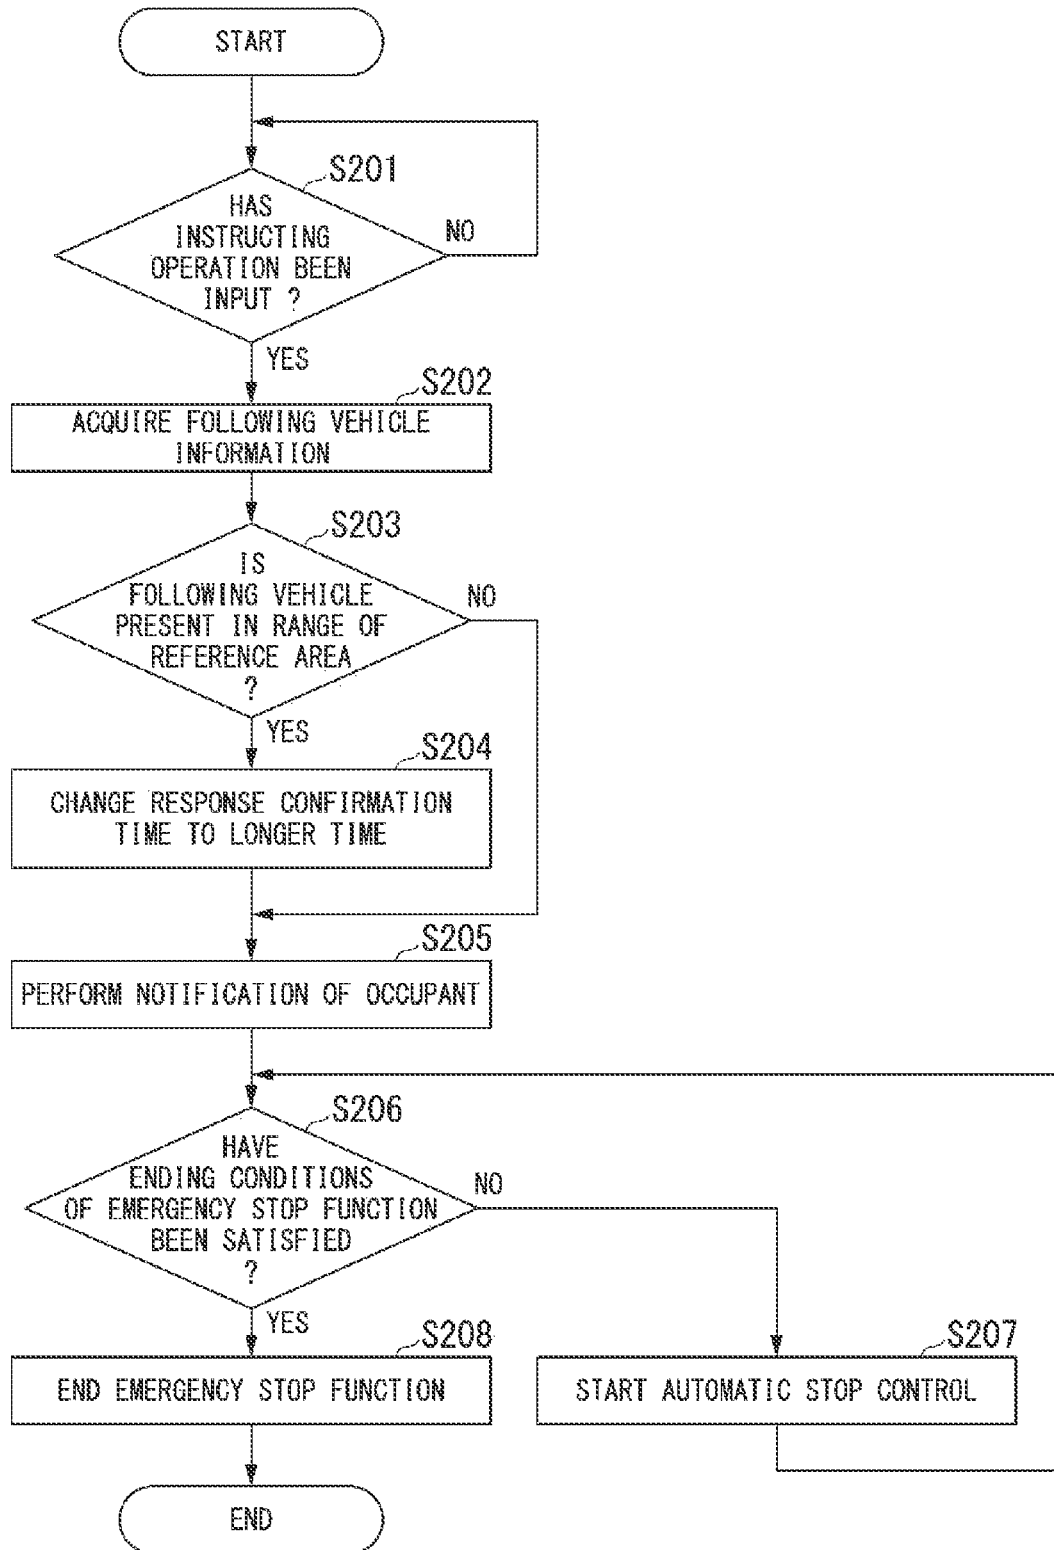 START
S201
HAS
INSTRUCTING
OPERATION BEEN
INPUT ?
NO
YES
S202
ACQUIRE FOLLOWING VEHICLE
INFORMATION
S203
IS
FOLLOWING VEHICLE
PRESENT IN RANGE OF
REFERENCE AREA
?
NO
YES
S204
CHANGE RESPONSE CONFIRMATION
TIME TO LONGER TIME
S205
PERFORM NOTIFICATION OF OCCUPANT
S206
HAVE
ENDING CONDITIONS
OF EMERGENCY STOP FUNCTION
BEEN SATISFIED
?
NO
YES
S208
END EMERGENCY STOP FUNCTION
S207
START AUTOMATIC STOP CONTROL
END